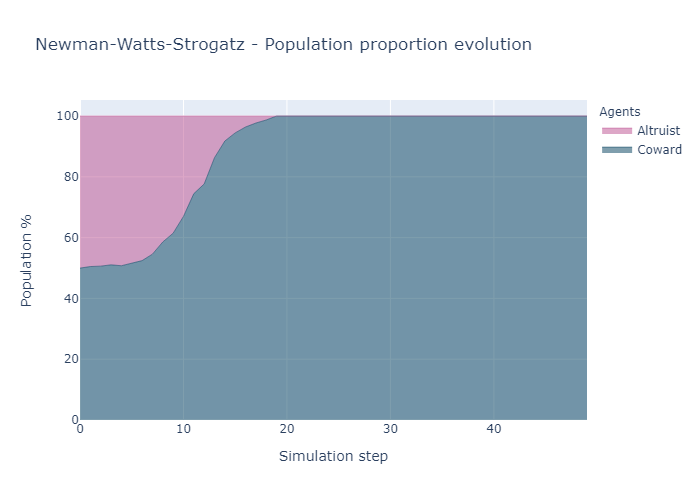 Newman-Watts-Strogatz - Population proportion evolution
Agents
Altruist
Coward
100
80
60
40
20
0
Population %
0 10 20 30 40
Simulation step